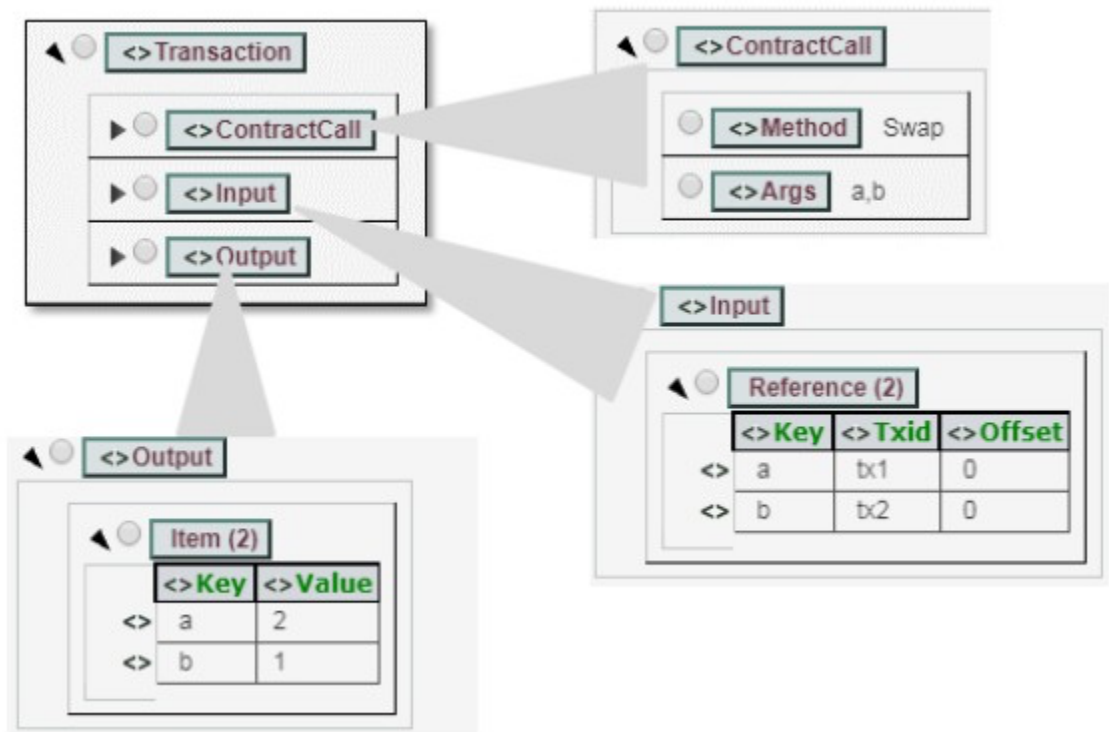 <>Transaction
<>ContractCall
<>Input
<>Output
<>ContractCall
<>Method Swap
<>Args a,b
<>Input
Reference (2)
<>Key <>Txid <>Offset
<> a tx1 0
<> b tx2 0
<>Output
Item (2)
<>Key <>Value
<> a 2
<> b 1